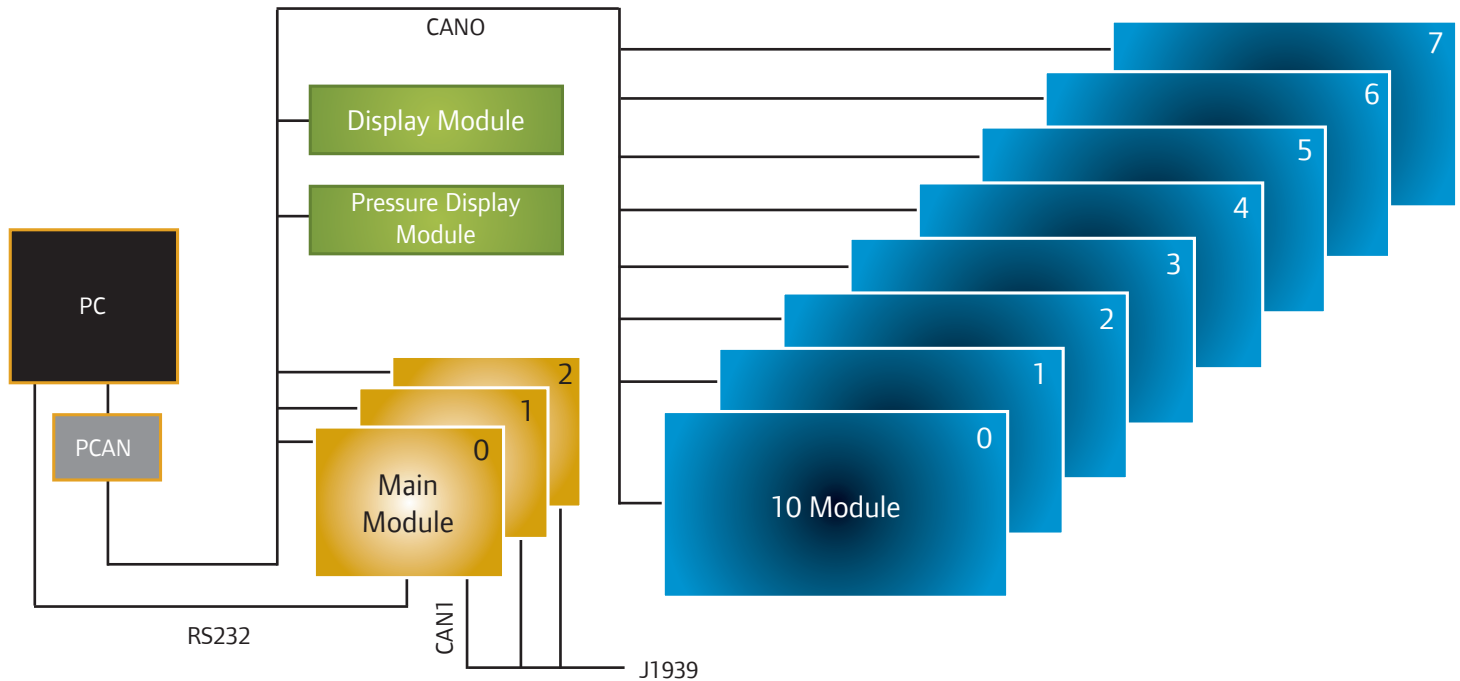 CANO
7
6
5
4
3
2
1
0
10 Module
Display Module
Pressure Display
Module
PC
PCAN
2
1
0
Main
Module
CAN1
RS232
J1939